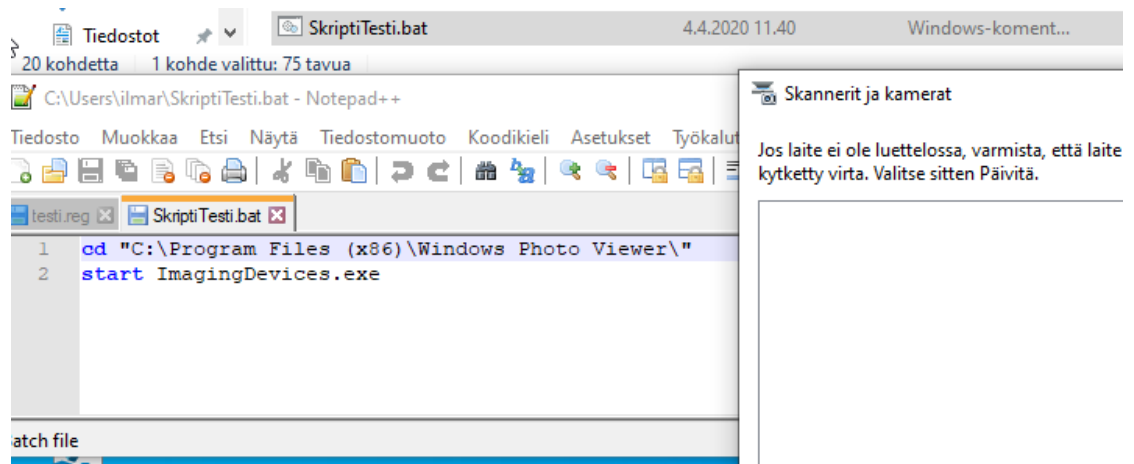 Tiedostot
SkriptiTesti.bat 4.4.2020 11.40 Windows-koment...
20 kohdetta 1 kohde valittu: 75 tavua
C:\Users\ilmar\SkriptiTesti.bat - Notepad++
Tiedosto Muokkaa Etsi Näytä Tiedostomuoto Koodikieli Asetukset Työkalut
testi.reg SkriptiTesti.bat
1 cd "C:\Program Files (x86)\Windows Photo Viewer\"
2 start ImagingDevices.exe
atch file
Skannerit ja kamerat
Jos laite ei ole luettelossa, varmista, että laite
kytketty virta. Valitse sitten Päivitä.